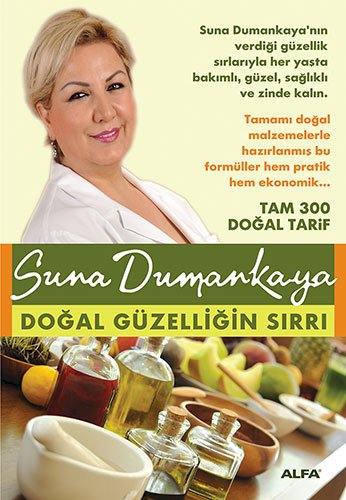 Suna Dumankaya'nın
verdiği güzellik
sırlarıyla her yaşta
bakımlı, güzel, sağlıklı
ve zinde kalın.
Tamamı doğal
malzemelerle
hazırlanmış bu
formüller hem pratik
hem ekonomik...
TAM 300
DOĞAL TARİF
Suna Dumankaya
DOĞAL GÜZELLİĞİN SIRRI
ALFA